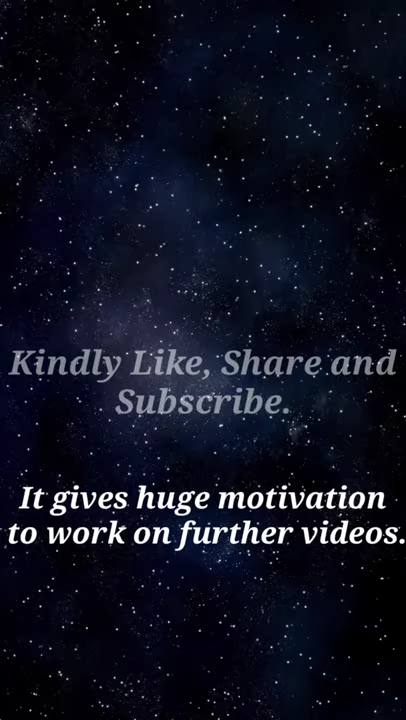 Kindly Like, Share and
Subscribe.
It gives huge motivation
to work on further videos.